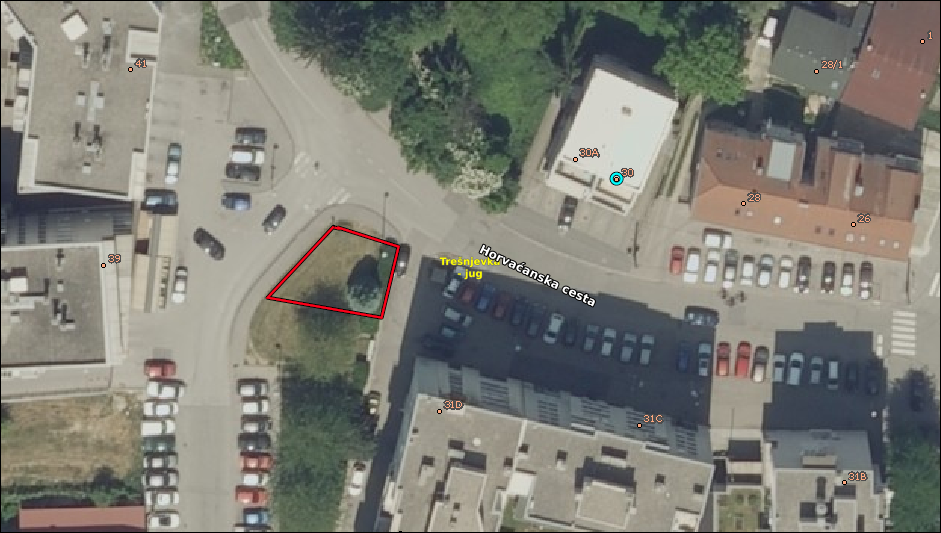 1
41
28/1
30A
30
28
26
39
Trešnjevka
- jug
Horvaćanska cesta
31D
31C
31B